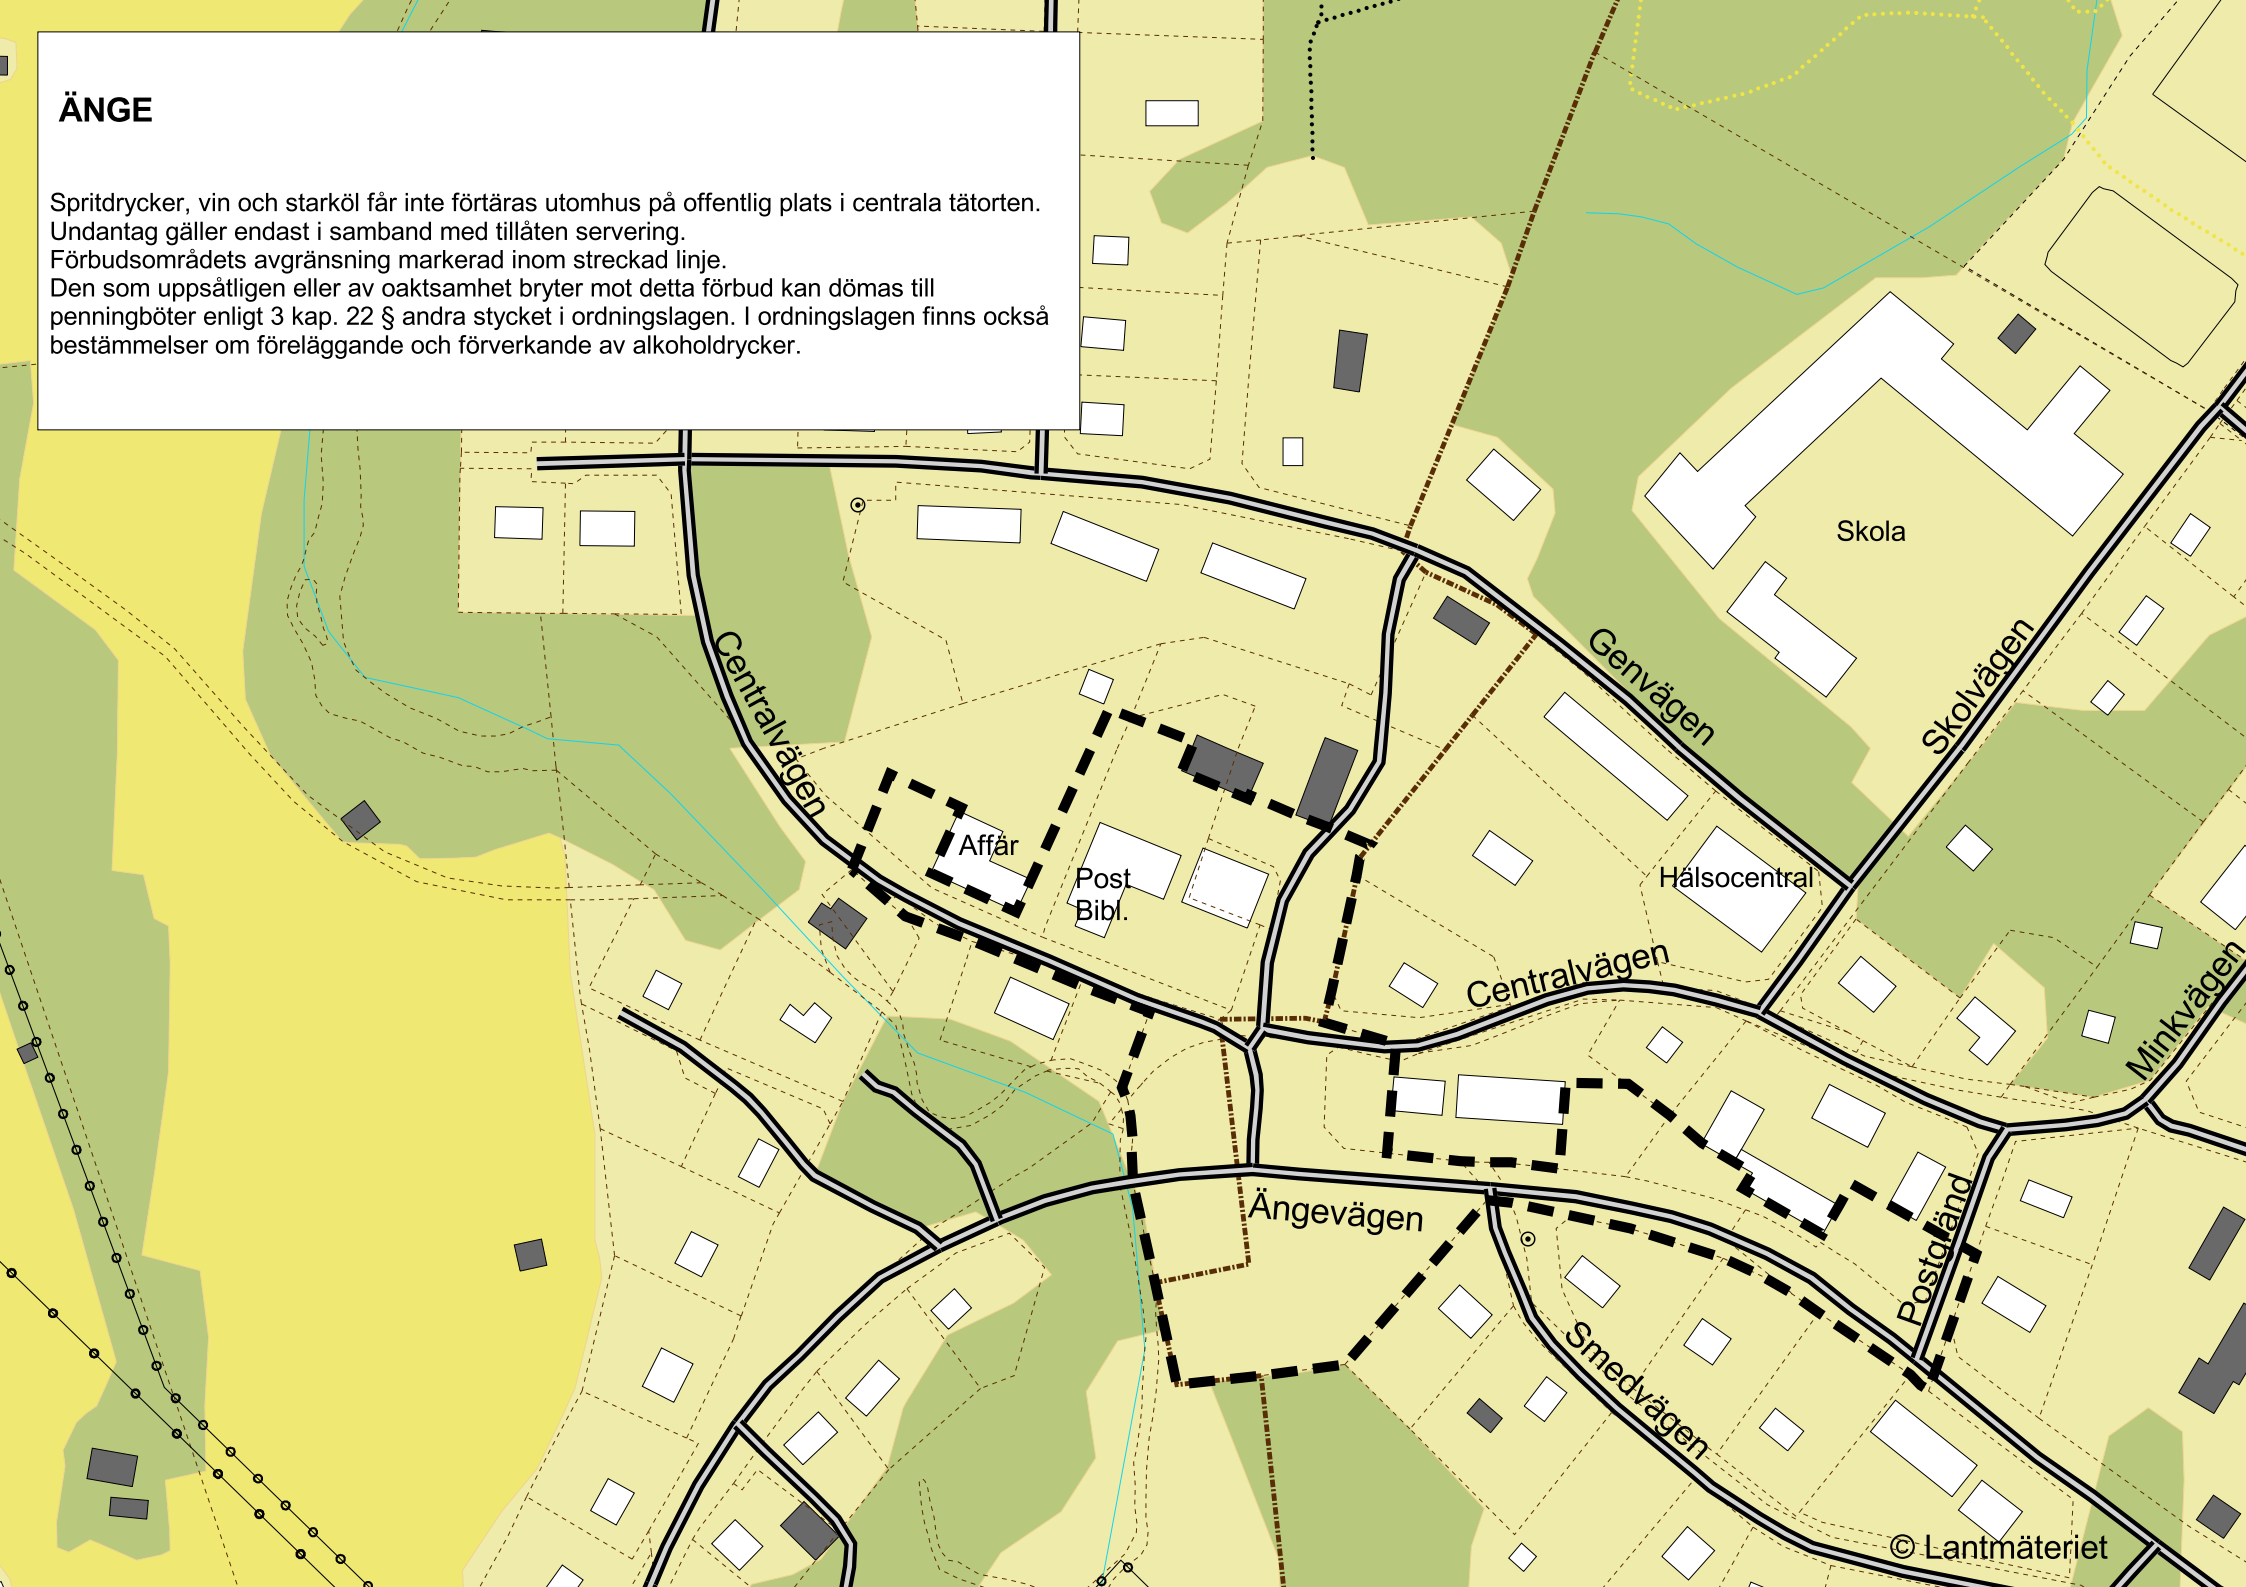 ÄNGE
Spritdrycker, vin och starköl får inte förtäras utomhus på offentlig plats i centrala tätorten.
Undantag gäller endast i samband med tillåten servering.
Förbudsområdets avgränsning markerad inom streckad linje.
Den som uppsåtligen eller av oaktsamhet bryter mot detta förbud kan dömas till
penningböter enligt 3 kap. 22 § andra stycket i ordningslagen. I ordningslagen finns också
bestämmelser om föreläggande och förverkande av alkoholdrycker.
Skola
Centralvägen
Genvägen
Skolvägen
Affär
Post
Bibl.
Hälsocentral
Centralvägen
Minkvägen
Ängevägen
Postgränd
Smedvägen
© Lantmäteriet